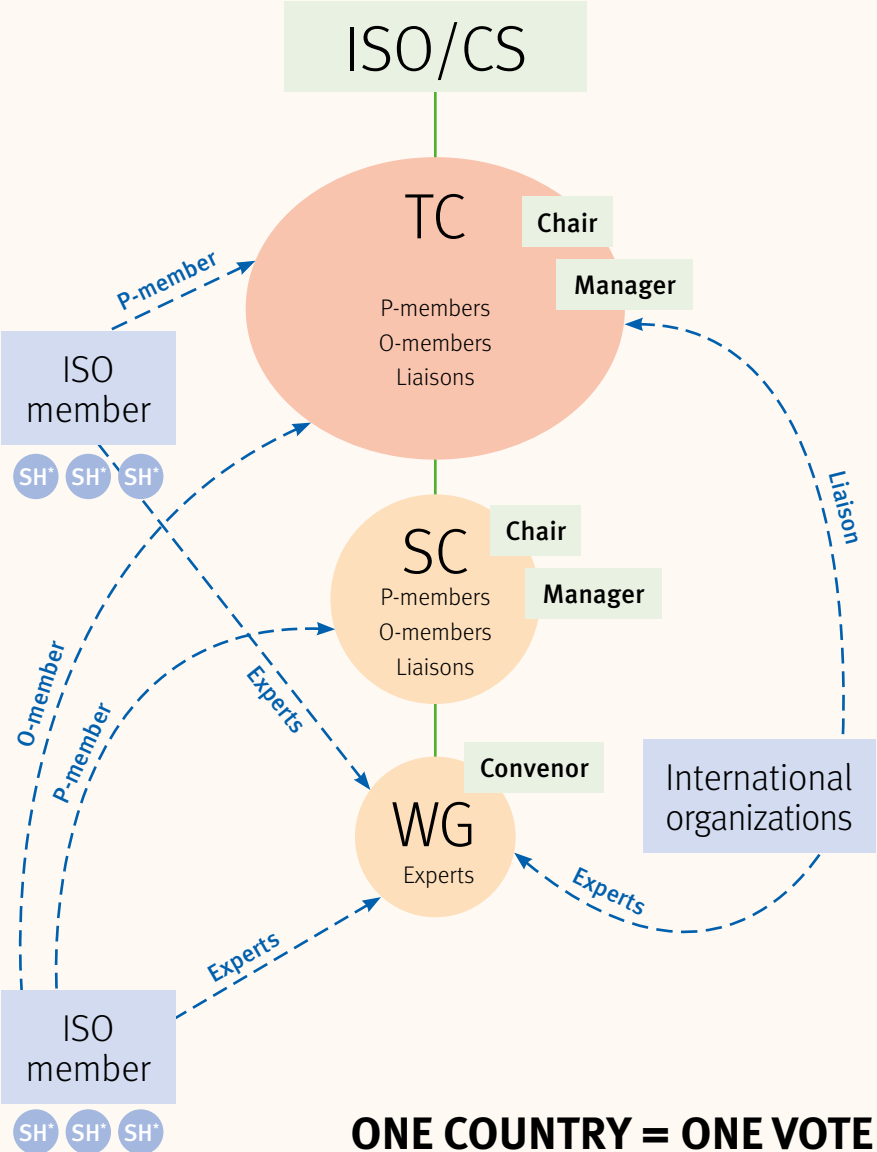 ISO/CS
TC
Chair
Manager
P-members
O-members
Liaisons
P-member
ISO
member
SH* SH* SH*
SC
Chair
Manager
P-members
O-members
Liaisons
Liaison
O-member
P-member
Experts
Convenor
WG
Experts
International
organizations
Experts
Experts
ISO
member
SH* SH* SH*
ONE COUNTRY = ONE VOTE